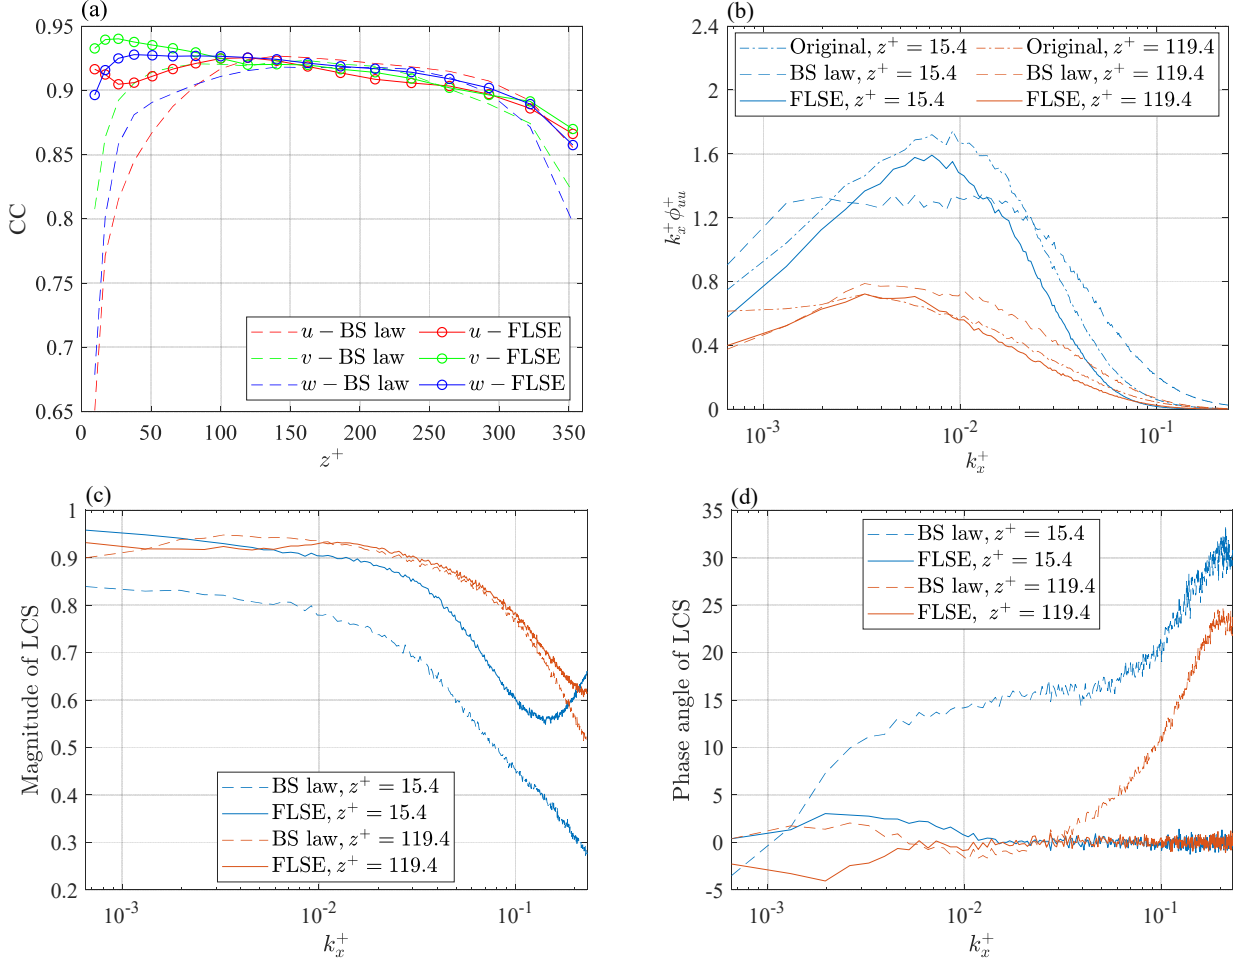 (a)
0.95
0.9
0.85
0.8
0.95
0.7
0.65
CC
0 50 100 150 200 250 300 350
z⁺
u − BS law u − FLSE
v − BS law v − FLSE
w − BS law w − FLSE
(b)
2.4
2
1.6
1.2
0.8
0.4
0
k_x⁺ϕ_uu⁺
10⁻³ 10⁻² 10⁻¹
k_x⁺
Original, z⁺ = 15.4 Original, z⁺ = 119.4
BS law, z⁺ = 15.4 BS law, z⁺ = 119.4
FLSE, z⁺ = 15.4 FLSE, z⁺ = 119.4
(c)
1
0.9
0.8
0.7
0.6
0.5
0.4
0.3
0.2
Magnitude of LCS
10⁻³ 10⁻² 10⁻¹
k_x⁺
BS law, z⁺ = 15.4
FLSE, z⁺ = 15.4
BS law, z⁺ = 119.4
FLSE, z⁺ = 119.4
(d)
35
30
25
20
15
10
5
0
-5
Phase angle of LCS
10⁻³ 10⁻² 10⁻¹
k_x⁺
BS law, z⁺ = 15.4
FLSE, z⁺ = 15.4
BS law, z⁺ = 119.4
FLSE, z⁺ = 119.4